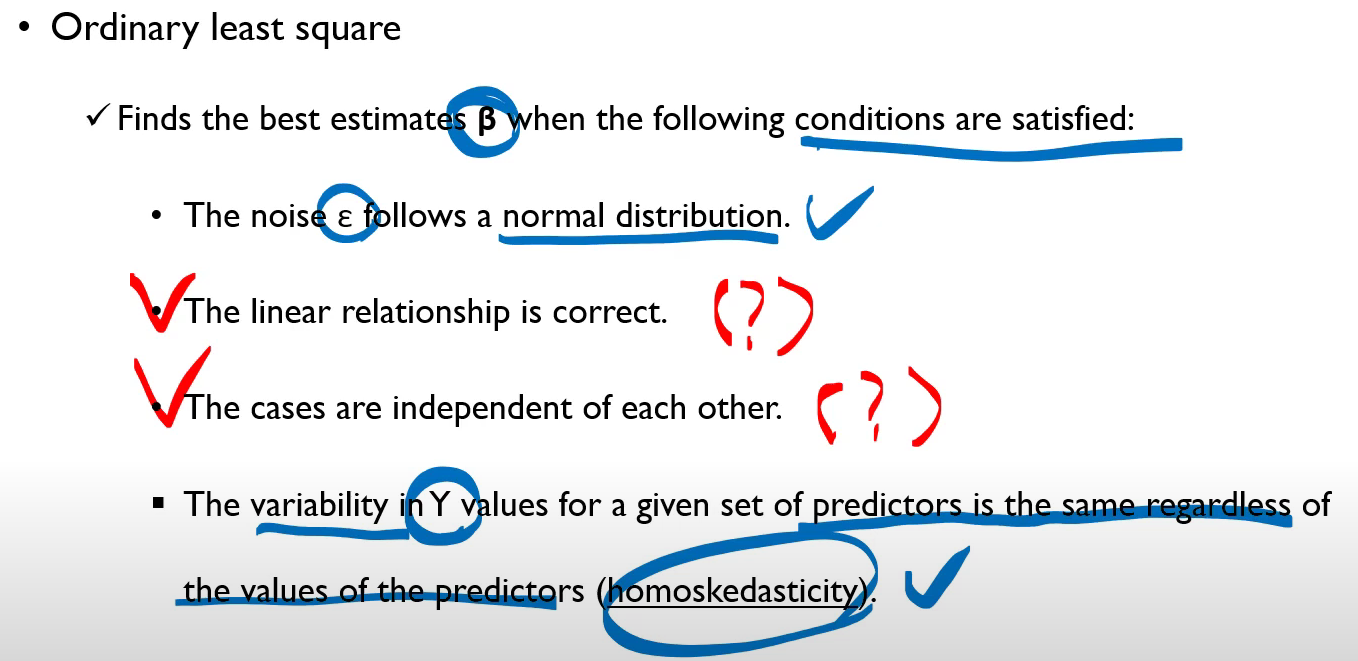 • Ordinary least square
✓ Finds the best estimates β when the following conditions are satisfied:
• The noise ε follows a normal distribution.
• The linear relationship is correct. (?)
• The cases are independent of each other. (?)
▪ The variability in Y values for a given set of predictors is the same regardless of
the values of the predictors (homoskedasticity).